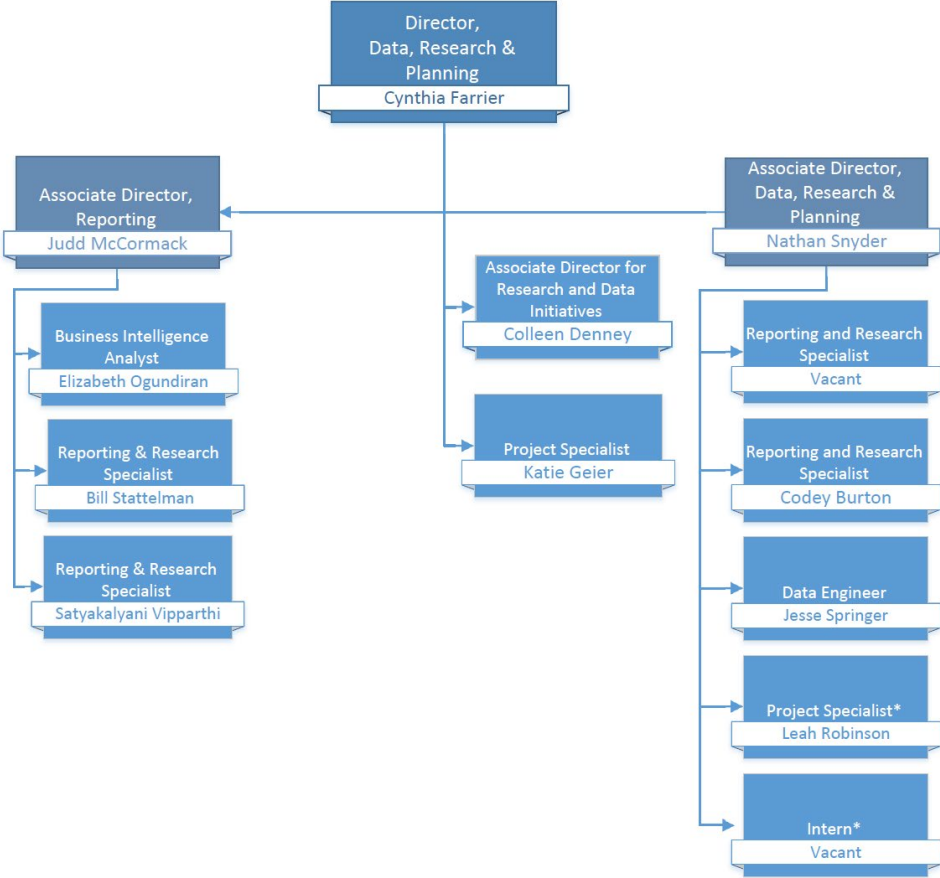 Director,
Data, Research &
Planning
Cynthia Farrier
Associate Director,
Reporting
Judd McCormack
Associate Director,
Data, Research &
Planning
Nathan Snyder
Associate Director for
Research and Data
Initiatives
Colleen Denney
Project Specialist
Katie Geier
Business Intelligence
Analyst
Elizabeth Ogundiran
Reporting & Research
Specialist
Bill Stattelman
Reporting & Research
Specialist
Satyakalyani Vipparthi
Reporting and Research
Specialist
Vacant
Reporting and Research
Specialist
Codey Burton
Data Engineer
Jesse Springer
Project Specialist*
Leah Robinson
Intern*
Vacant